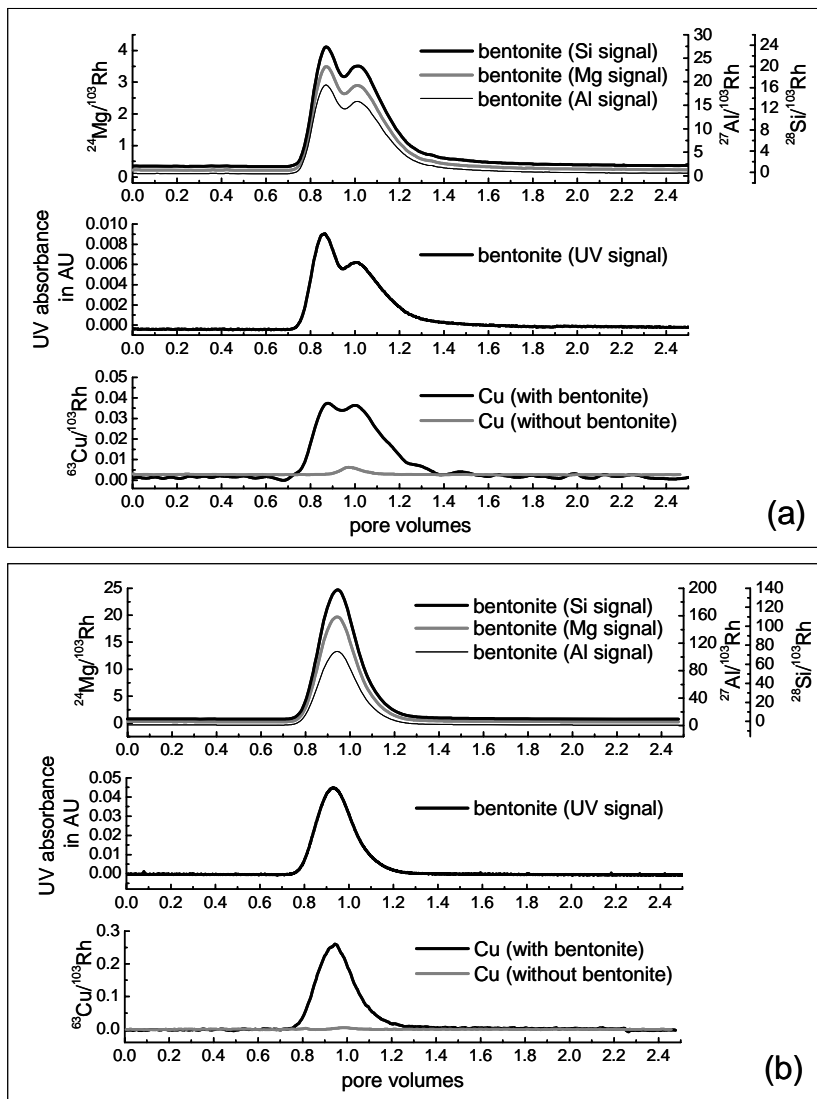 bentonite (Si signal)
bentonite (Mg signal)
bentonite (Al signal)
²⁴Mg/¹⁰³Rh
4
3
2
1
0
²⁷Al/¹⁰³Rh
30
25
20
15
10
5
0
²⁸Si/¹⁰³Rh
24
20
16
12
8
4
0
0.0 0.2 0.4 0.6 0.8 1.0 1.2 1.4 1.6 1.8 2.0 2.2 2.4
bentonite (UV signal)
UV absorbance
in AU
0.010
0.008
0.006
0.004
0.002
0.000
0.0 0.2 0.4 0.6 0.8 1.0 1.2 1.4 1.6 1.8 2.0 2.2 2.4
Cu (with bentonite)
Cu (without bentonite)
⁶³Cu/¹⁰³Rh
0.05
0.04
0.03
0.02
0.01
0.00
0.0 0.2 0.4 0.6 0.8 1.0 1.2 1.4 1.6 1.8 2.0 2.2 2.4
pore volumes
(a)
bentonite (Si signal)
bentonite (Mg signal)
bentonite (Al signal)
²⁴Mg/¹⁰³Rh
25
20
15
10
5
0
²⁷Al/¹⁰³Rh
200
160
120
80
40
0
²⁸Si/¹⁰³Rh
140
120
100
80
60
40
20
0
0.0 0.2 0.4 0.6 0.8 1.0 1.2 1.4 1.6 1.8 2.0 2.2 2.4
bentonite (UV signal)
UV absorbance
in AU
0.05
0.04
0.03
0.02
0.01
0.00
0.0 0.2 0.4 0.6 0.8 1.0 1.2 1.4 1.6 1.8 2.0 2.2 2.4
Cu (with bentonite)
Cu (without bentonite)
⁶³Cu/¹⁰³Rh
0.3
0.2
0.1
0.0
0.0 0.2 0.4 0.6 0.8 1.0 1.2 1.4 1.6 1.8 2.0 2.2 2.4
pore volumes
(b)